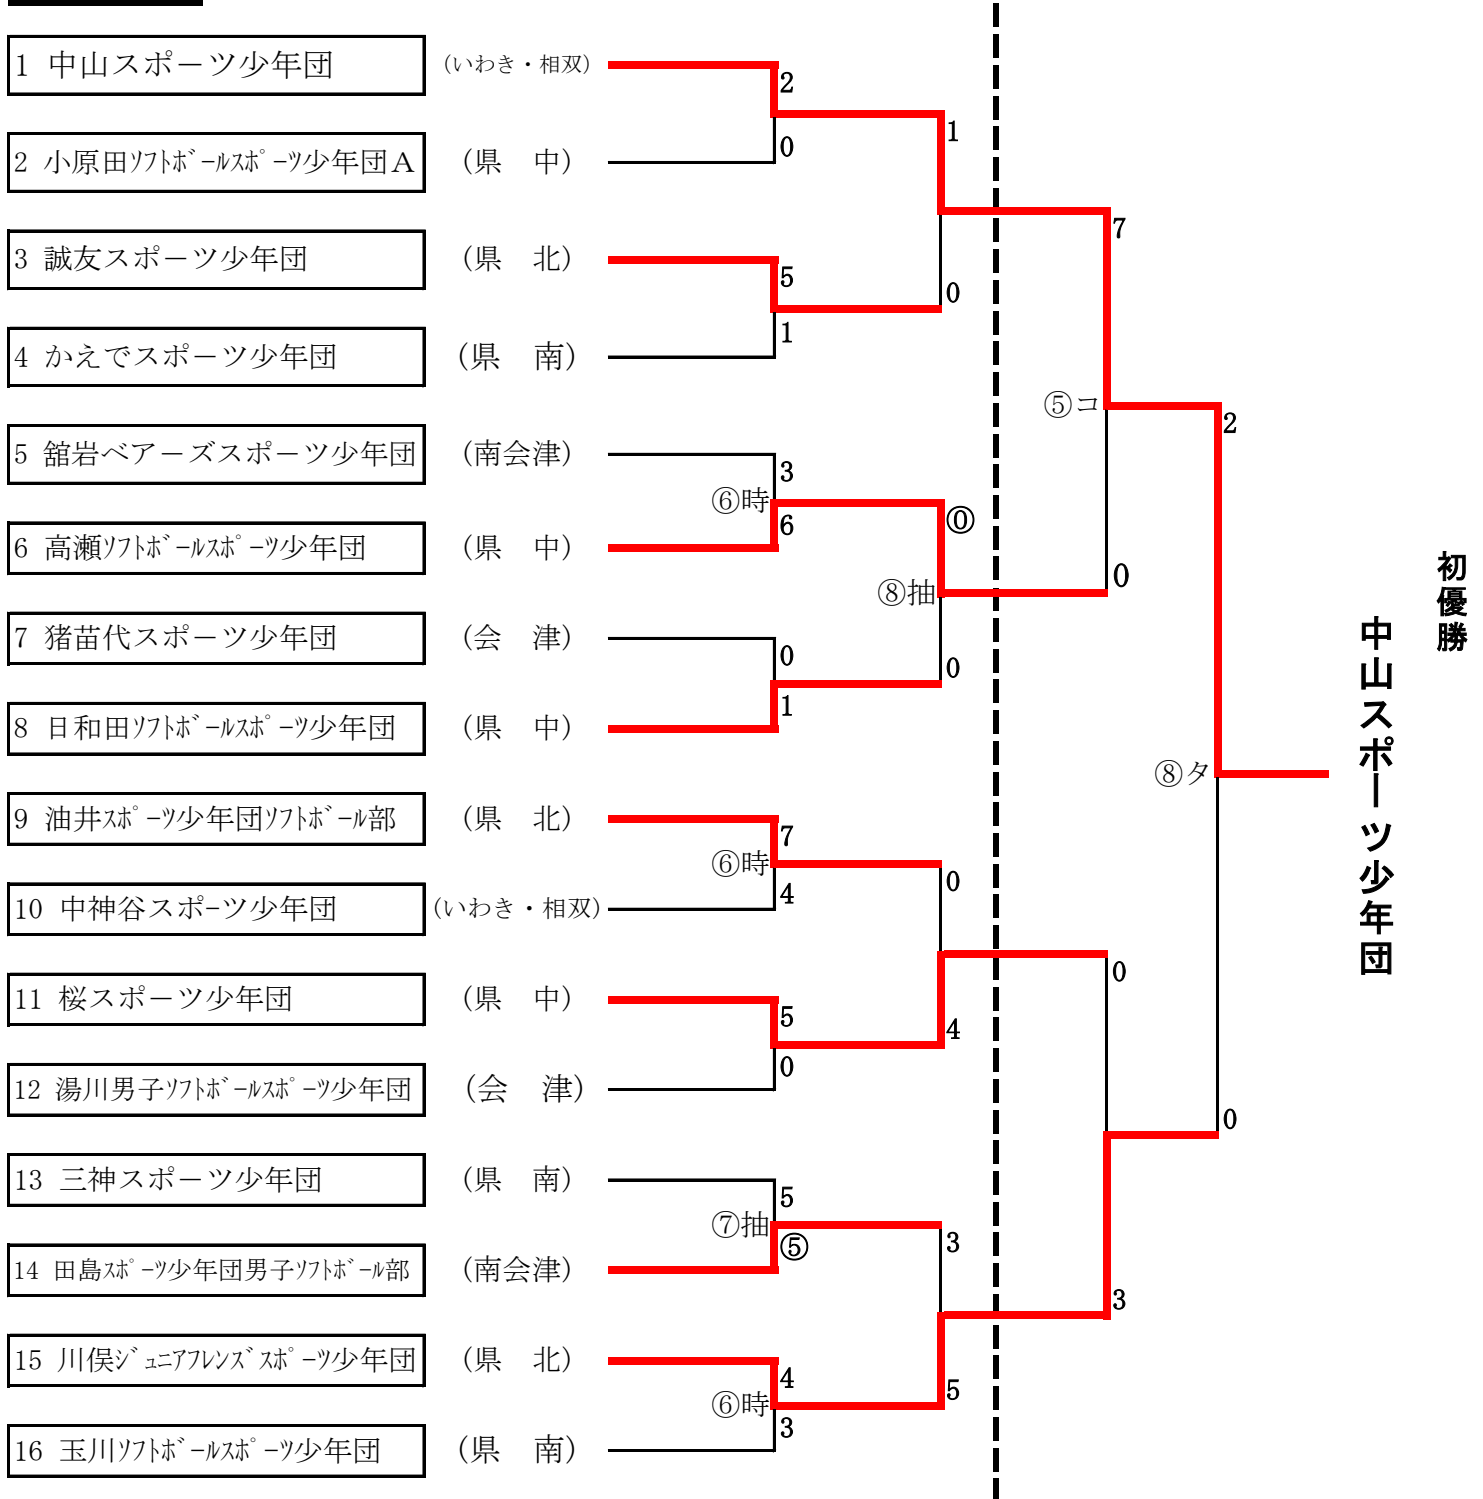 1 中山スポーツ少年団 (いわき・相双)
2 小原田ソフトボールスポーツ少年団A (県 中)
3 誠友スポーツ少年団 (県 北)
4 かえでスポーツ少年団 (県 南)
5 舘岩ベアーズスポーツ少年団 (南会津)
6 高瀬ソフトボールスポーツ少年団 (県 中)
7 猪苗代スポーツ少年団 (会 津)
8 日和田ソフトボールスポーツ少年団 (県 中)
9 油井スポーツ少年団ソフトボール部 (県 北)
10 中神谷スポーツ少年団 (いわき・相双)
11 桜スポーツ少年団 (県 中)
12 湯川男子ソフトボールスポーツ少年団 (会 津)
13 三神スポーツ少年団 (県 南)
14 田島スポーツ少年団男子ソフトボール部 (南会津)
15 川俣ジュニアフレンズスポーツ少年団 (県 北)
16 玉川ソフトボールスポーツ少年団 (県 南)
2
0
5
1
3
⑥時
6
0
1
7
⑥時
4
5
0
5
⑦抽
⑤
4
⑥時
3
1
0
⓪
⑧抽
0
0
4
3
5
7
⑤コ
0
0
3
2
⑧タ
0
中山スポーツ少年団
初優勝